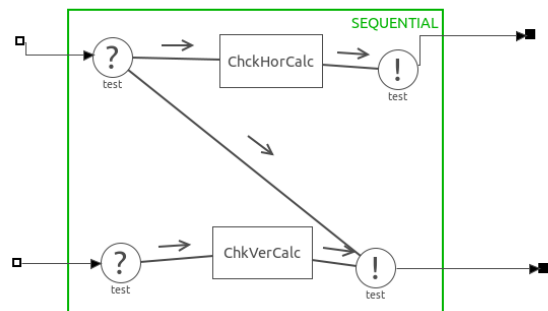 SEQUENTIAL
?
ChckHorCalc
!
test
test
?
ChkVerCalc
!
test
test